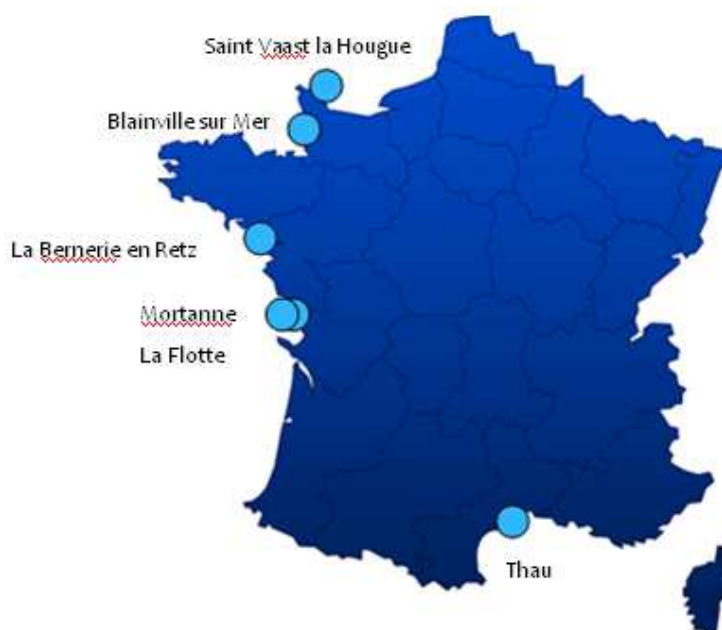 Saint Vaast la Hougue
Blainville sur Mer
La Bernerie en Retz
Mortanne
La Flotte
Thau